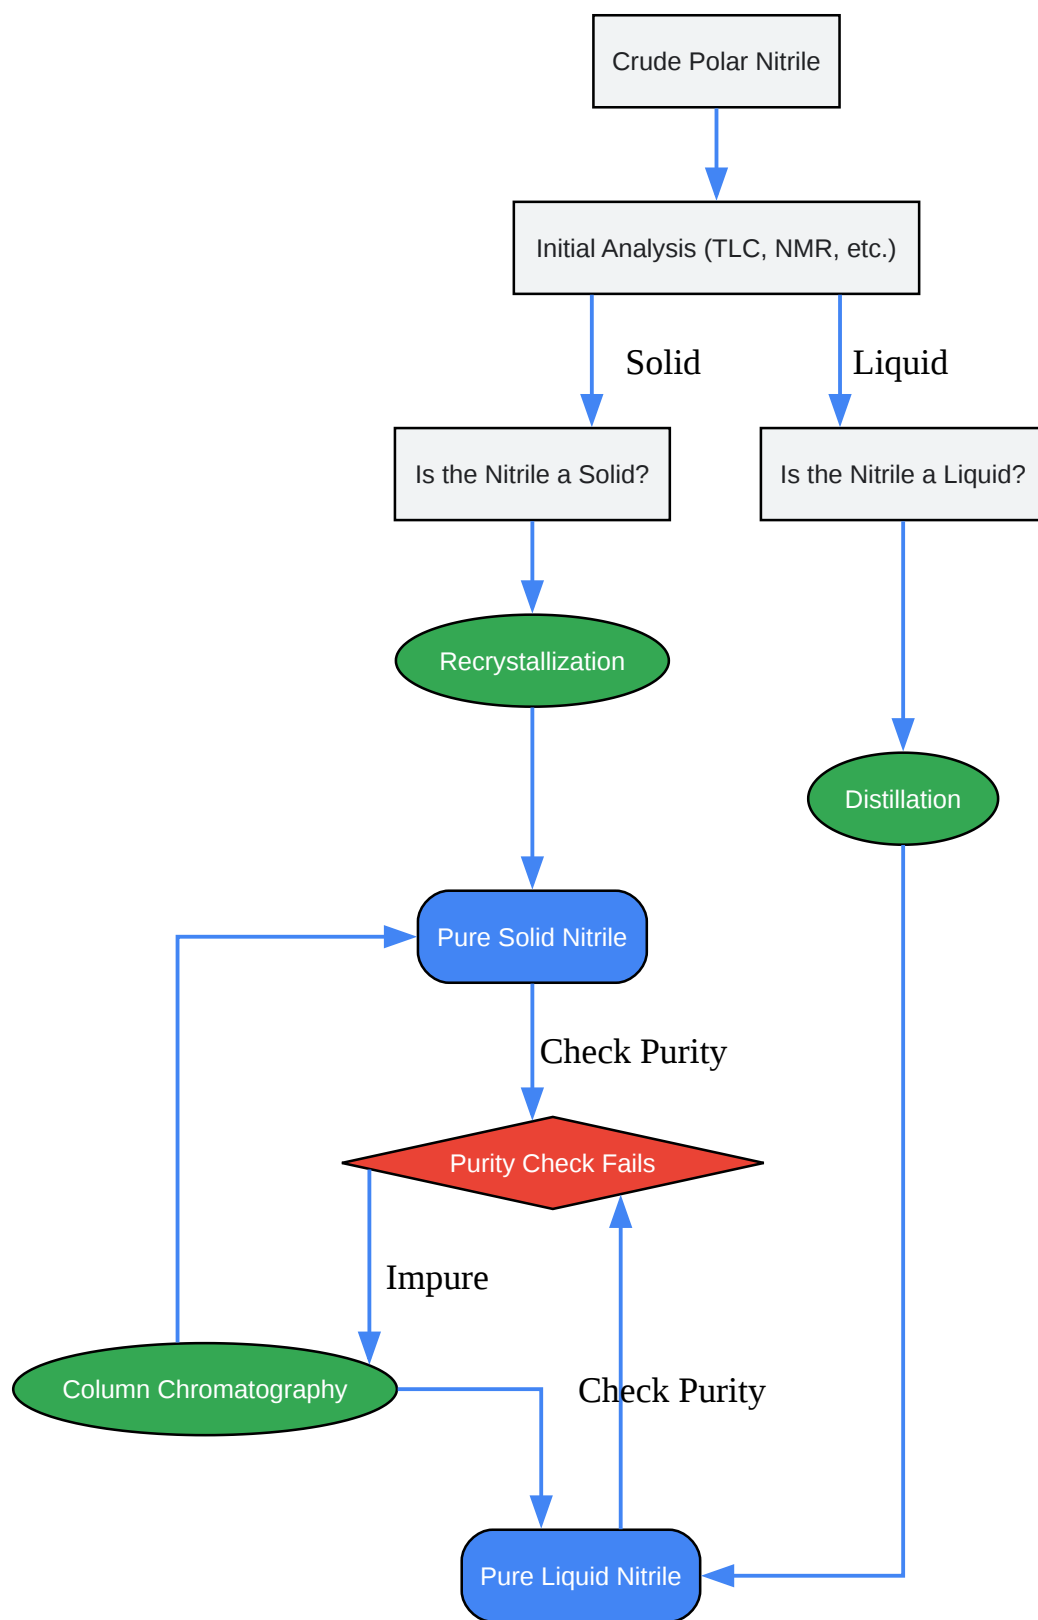 Crude Polar Nitrile
Initial Analysis (TLC, NMR, etc.)
Solid
Liquid
Is the Nitrile a Solid?
Is the Nitrile a Liquid?
Recrystallization
Distillation
Pure Solid Nitrile
Check Purity
Purity Check Fails
Impure
Column Chromatography
Check Purity
Pure Liquid Nitrile